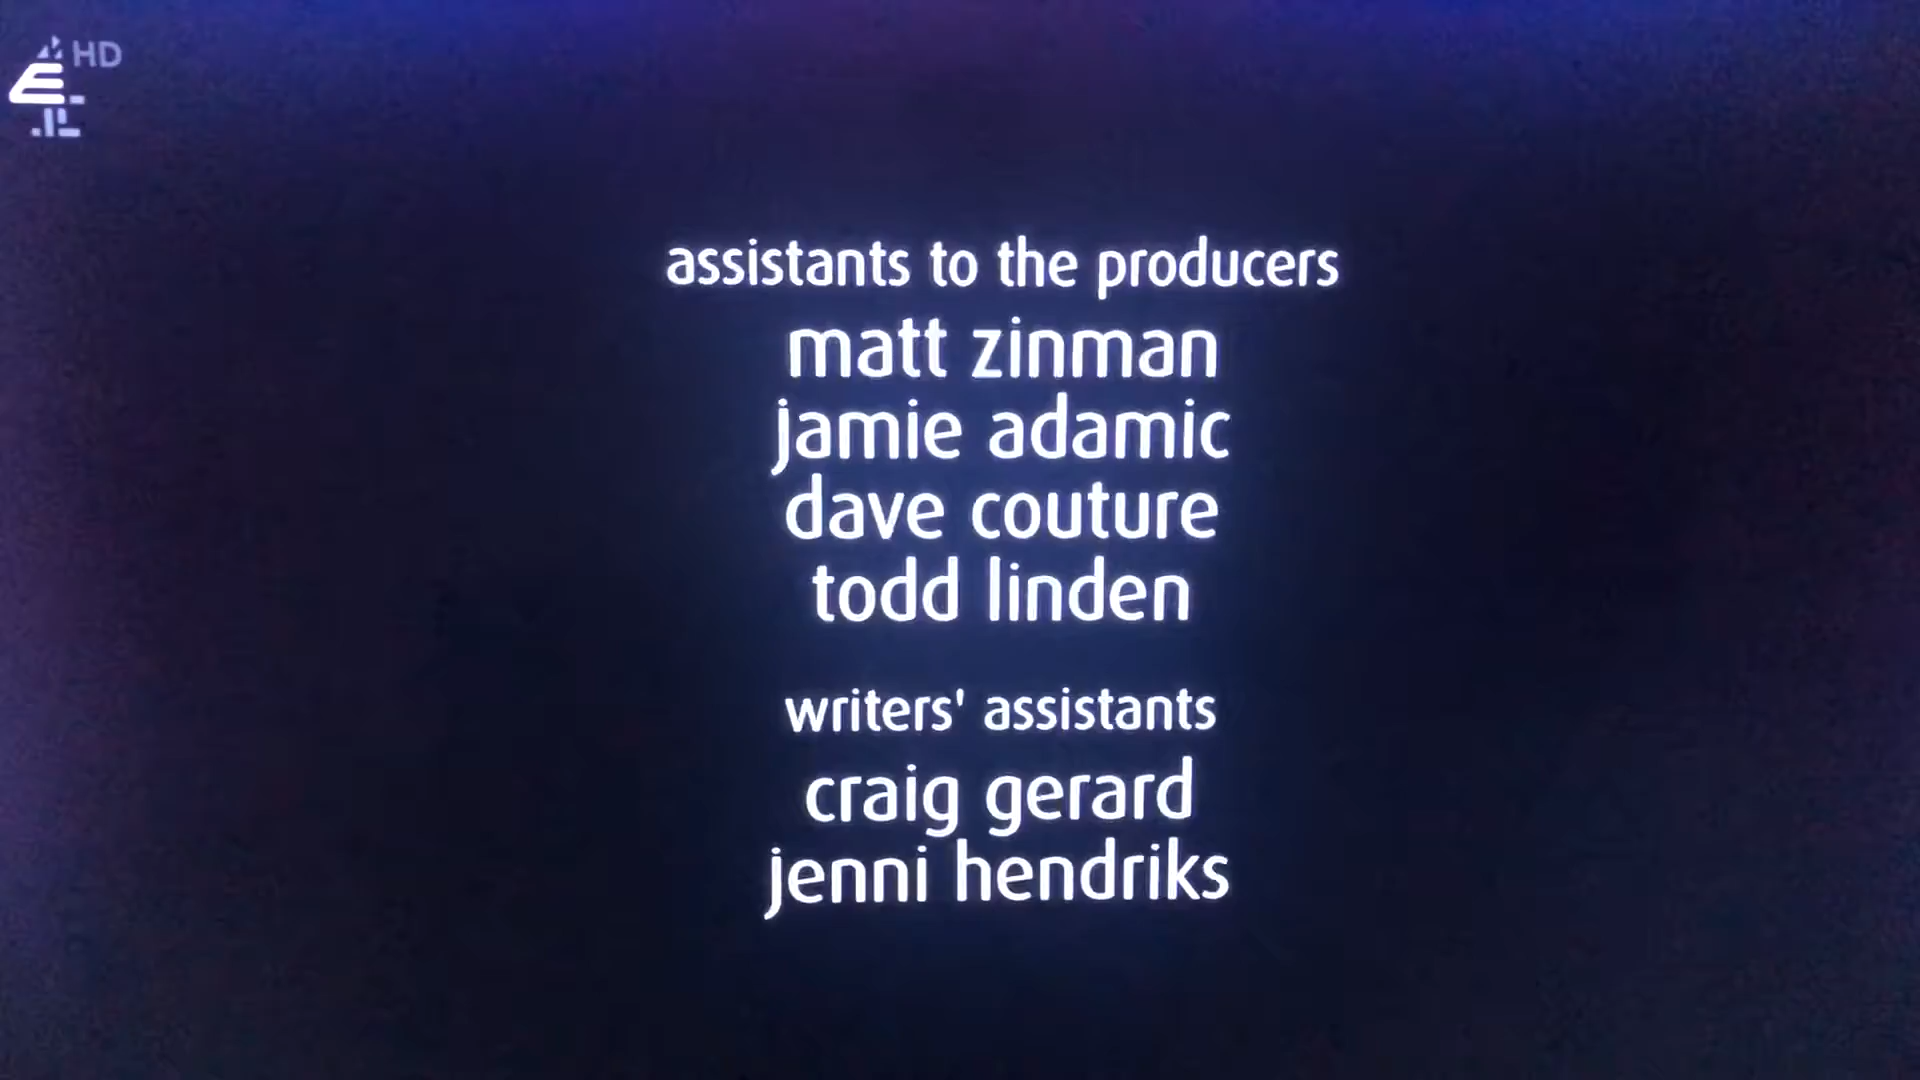 HD
assistants to the producers
matt zinman
jamie adamic
dave couture
todd linden
writers' assistants
craig gerard
jenni hendriks